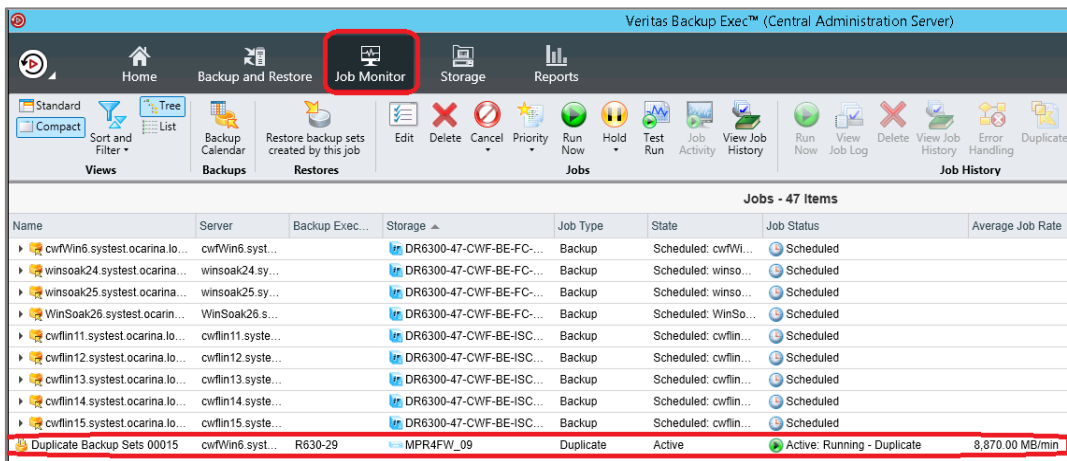 Veritas Backup Exec™ (Central Administration Server)
Home Backup and Restore Job Monitor Storage Reports
Standard Compact Sort and Filter Tree List Backup Calendar Restore backup sets created by this job Edit Delete Cancel Priority Run Now Hold Test Run Job Activity View Job History Run Now View Job Log Delete View Job History Error Handling Duplicate
Views Backups Restores Jobs Job History
Jobs - 47 Items
Name Server Backup Exec... Storage Job Type State Job Status Average Job Rate
cwfWin6.systest.ocarina.lo... cwfWin6.syst... DR6300-47-CWF-BE-FC-... Backup Scheduled: cwfWi... Scheduled
winsoak24.systest.ocarina... winsoak24.sy... DR6300-47-CWF-BE-FC-... Backup Scheduled: winso... Scheduled
winsoak25.systest.ocarina... winsoak25.sy... DR6300-47-CWF-BE-FC-... Backup Scheduled: winso... Scheduled
WinSoak26.systest.ocarin... WinSoak26.s... DR6300-47-CWF-BE-FC-... Backup Scheduled: WinSo... Scheduled
cwflin11.systest.ocarina.lo... cwflin11.syste... DR6300-47-CWF-BE-ISC... Backup Scheduled: cwflin... Scheduled
cwflin12.systest.ocarina.lo... cwflin12.syste... DR6300-47-CWF-BE-ISC... Backup Scheduled: cwflin... Scheduled
cwflin13.systest.ocarina.lo... cwflin13.syste... DR6300-47-CWF-BE-ISC... Backup Scheduled: cwflin... Scheduled
cwflin14.systest.ocarina.lo... cwflin14.syste... DR6300-47-CWF-BE-ISC... Backup Scheduled: cwflin... Scheduled
cwflin15.systest.ocarina.lo... cwflin15.syste... DR6300-47-CWF-BE-ISC... Backup Scheduled: cwflin... Scheduled
Duplicate Backup Sets 00015 cwfWin6.syst... R630-29 MPR4FW_09 Duplicate Active Active: Running - Duplicate 8,870.00 MB/min